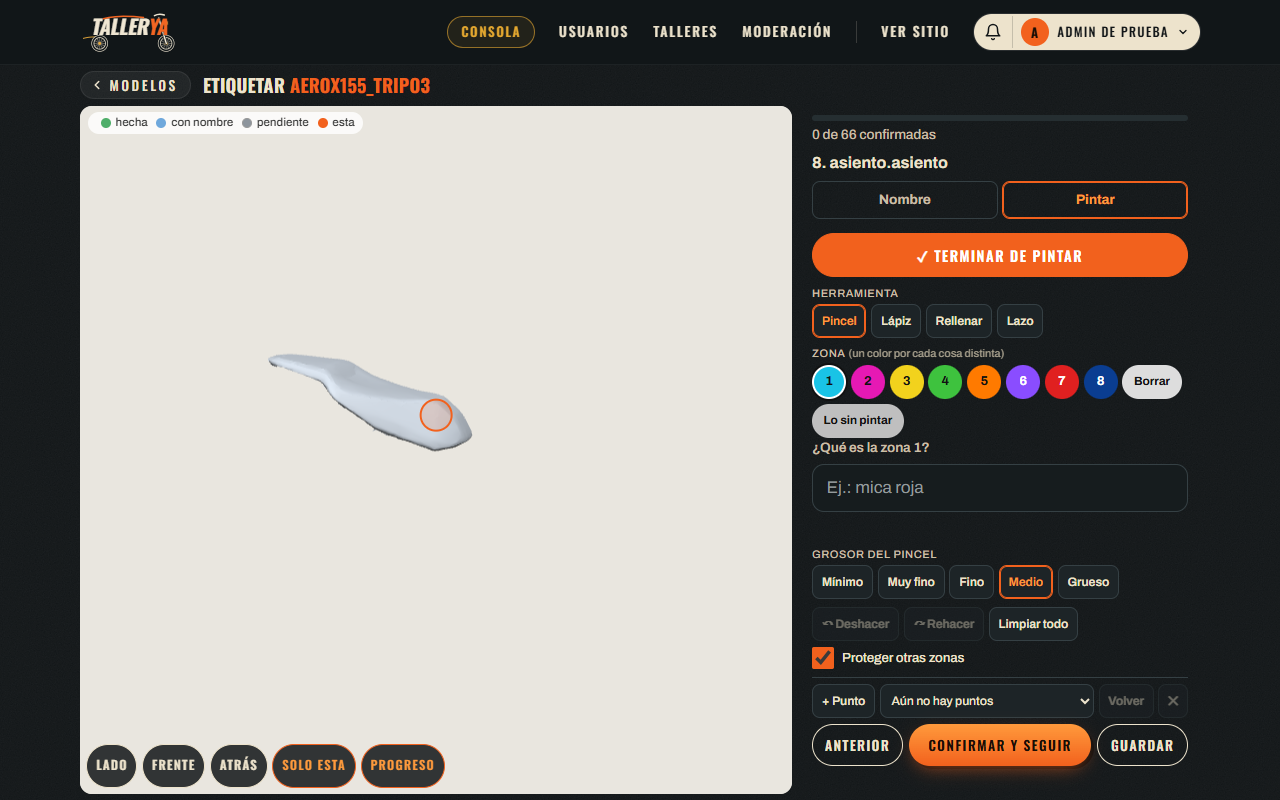 TALLERYA
CONSOLA
USUARIOS
TALLERES
MODERACIÓN
VER SITIO
A
ADMIN DE PRUEBA
MODELOS
ETIQUETAR AEROX155_TRIPO3
hecha
con nombre
pendiente
esta
0 de 66 confirmadas
8. asiento.asiento
Nombre
Pintar
✓ TERMINAR DE PINTAR
HERRAMIENTA
Pincel
Lápiz
Rellenar
Lazo
ZONA (un color por cada cosa distinta)
1
2
3
4
5
6
7
8
Borrar
Lo sin pintar
¿Qué es la zona 1?
Ej.: mica roja
GROSOR DEL PINCEL
Mínimo
Muy fino
Fino
Medio
Grueso
↶ Deshacer
↷ Rehacer
Limpiar todo
Proteger otras zonas
+ Punto
Aún no hay puntos
Volver
✕
LADO
FRENTE
ATRÁS
SOLO ESTA
PROGRESO
ANTERIOR
CONFIRMAR Y SEGUIR
GUARDAR